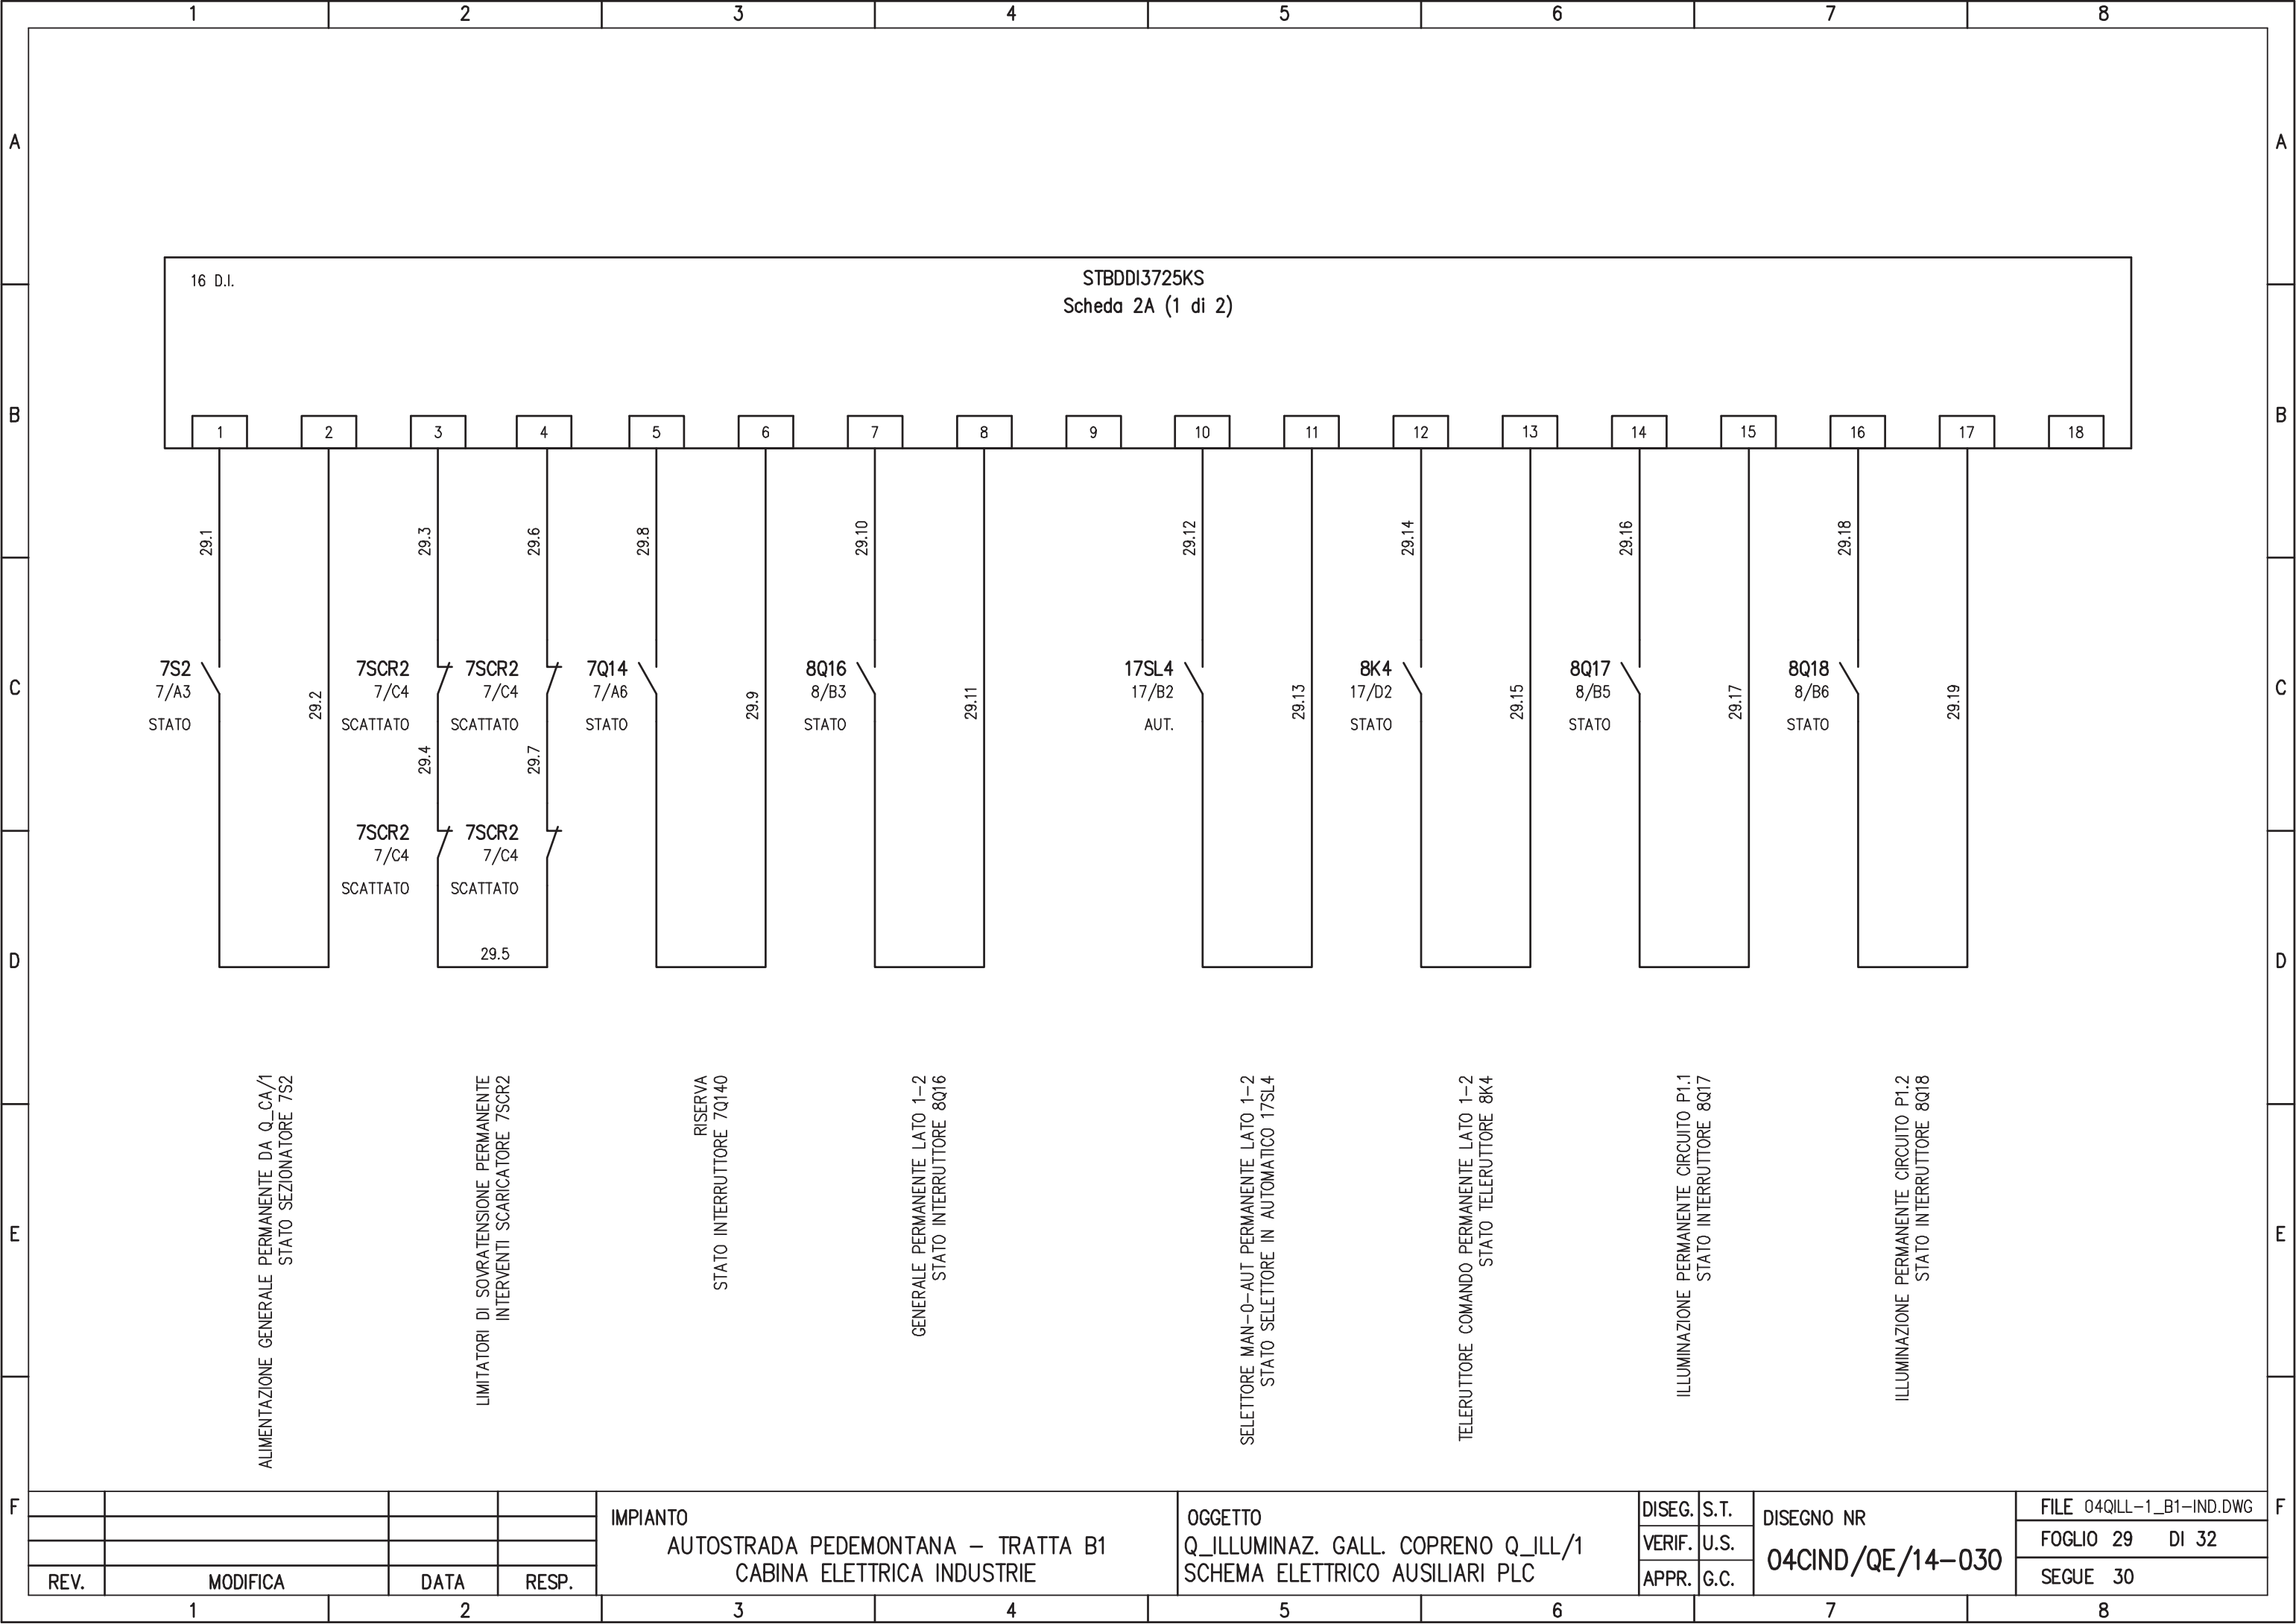 1 2 3 4 5 6 7 8
A A
16 D.I.
STBDDI3725KS
Scheda 2A (1 di 2)
B B
1 2 3 4 5 6 7 8 9 10 11 12 13 14 15 16 17 18
29.1 29.3 29.6 29.8 29.10 29.12 29.14 29.16 29.18
7S2 7SCR2 7SCR2 7Q14 8Q16 17SL4 8K4 8Q17 8Q18
C C
7/A3 7/C4 7/C4 7/A6 8/B3 17/B2 17/D2 8/B5 8/B6
29.2 29.9 29.11 29.13 29.15 29.17 29.19
STATO SCATTATO SCATTATO STATO STATO AUT. STATO STATO STATO
29.4 29.7
7SCR2 7SCR2
7/C4 7/C4
SCATTATO SCATTATO
29.5
D D
ALIMENTAZIONE GENERALE PERMANENTE DA Q_CA/1
STATO SEZIONATORE 7S2
LIMITATORI DI SOVRATENSIONE PERMANENTE
INTERVENTI SCARICATORE 7SCR2
RISERVA
STATO INTERRUTTORE 7Q140
GENERALE PERMANENTE LATO 1-2
STATO INTERRUTTORE 8Q16
SELETTORE MAN-0-AUT PERMANENTE LATO 1-2
STATO SELETTORE IN AUTOMATICO 17SL4
TELERUTTORE COMANDO PERMANENTE LATO 1-2
STATO TELERUTTORE 8K4
ILLUMINAZIONE PERMANENTE CIRCUITO P1.1
STATO INTERRUTTORE 8Q17
ILLUMINAZIONE PERMANENTE CIRCUITO P1.2
STATO INTERRUTTORE 8Q18
E E
F F
REV. MODIFICA DATA RESP.
IMPIANTO
AUTOSTRADA PEDEMONTANA - TRATTA B1
CABINA ELETTRICA INDUSTRIE
OGGETTO
Q_ILLUMINAZ. GALL. COPRENO Q_ILL/1
SCHEMA ELETTRICO AUSILIARI PLC
DISEG. S.T.
VERIF. U.S.
APPR. G.C.
DISEGNO NR
04CIND/QE/14-030
FILE 04QILL-1_B1-IND.DWG
FOGLIO 29 DI 32
SEGUE 30
1 2 3 4 5 6 7 8